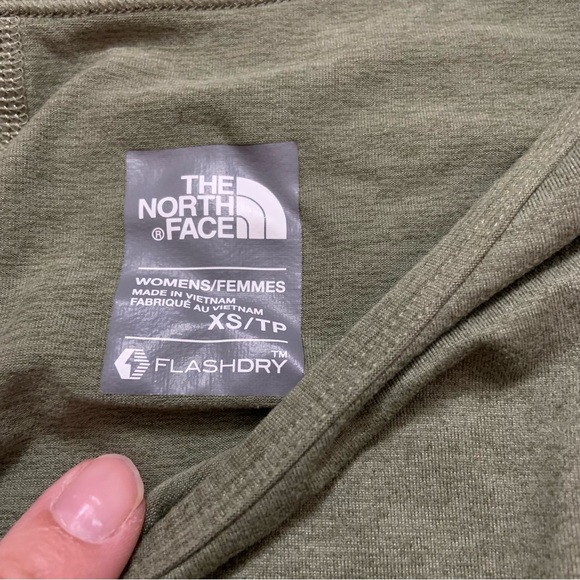 THE
NORTH
®FACE
WOMENS/FEMMES
MADE IN VIETNAM
FABRIQUÉ AU VIETNAM
XS/TP
FLASHDRY™